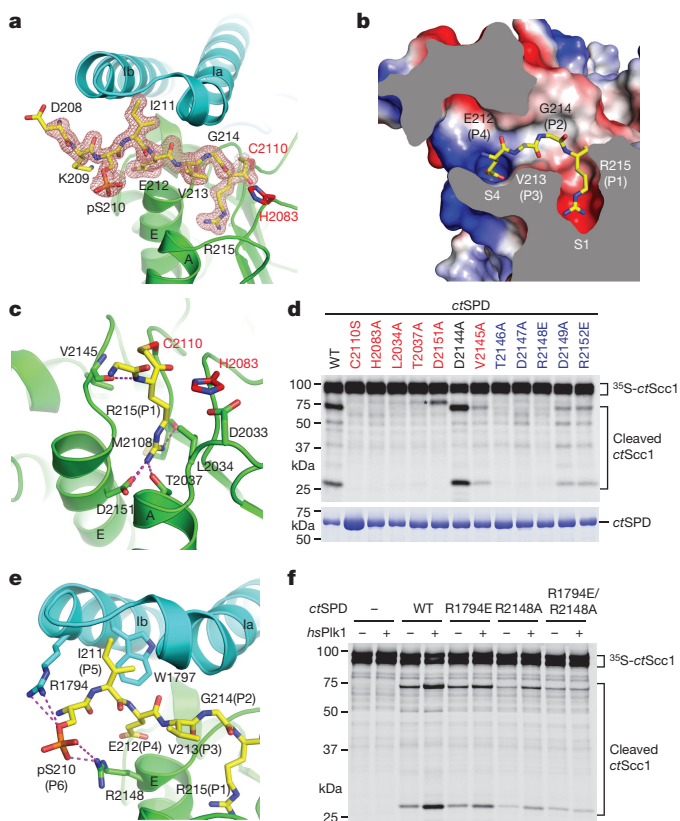 a
Ib
Ia
D208
I211
G214
C2110
K209
E212
V213
H2083
pS210
E
R215
A
b
E212
(P4)
G214
(P2)
S4
V213
(P3)
R215
(P1)
S1
c
V2145
C2110
H2083
R215(P1)
M2108
D2033
L2034
T2037
D2151
A
E
d
ctSPD
WT
C2110S
H2083A
L2034A
T2037A
D2151A
D2144A
V2145A
T2146A
D2147A
R2148E
D2149A
R2152E
100
75
50
37
kDa
25
*
35S-ctScc1
Cleaved
ctScc1
75
kDa
50
ctSPD
e
Ib
Ia
I211
(P5)
R1794
W1797
G214(P2)
E212(P4)
V213(P3)
pS210
(P6)
E
R2148
R215(P1)
f
R1794E/
ctSPD – WT R1794E R2148A R2148A
hsPlk1 – + – + – + – + – +
100
75
50
37
kDa
25
35S-ctScc1
Cleaved
ctScc1